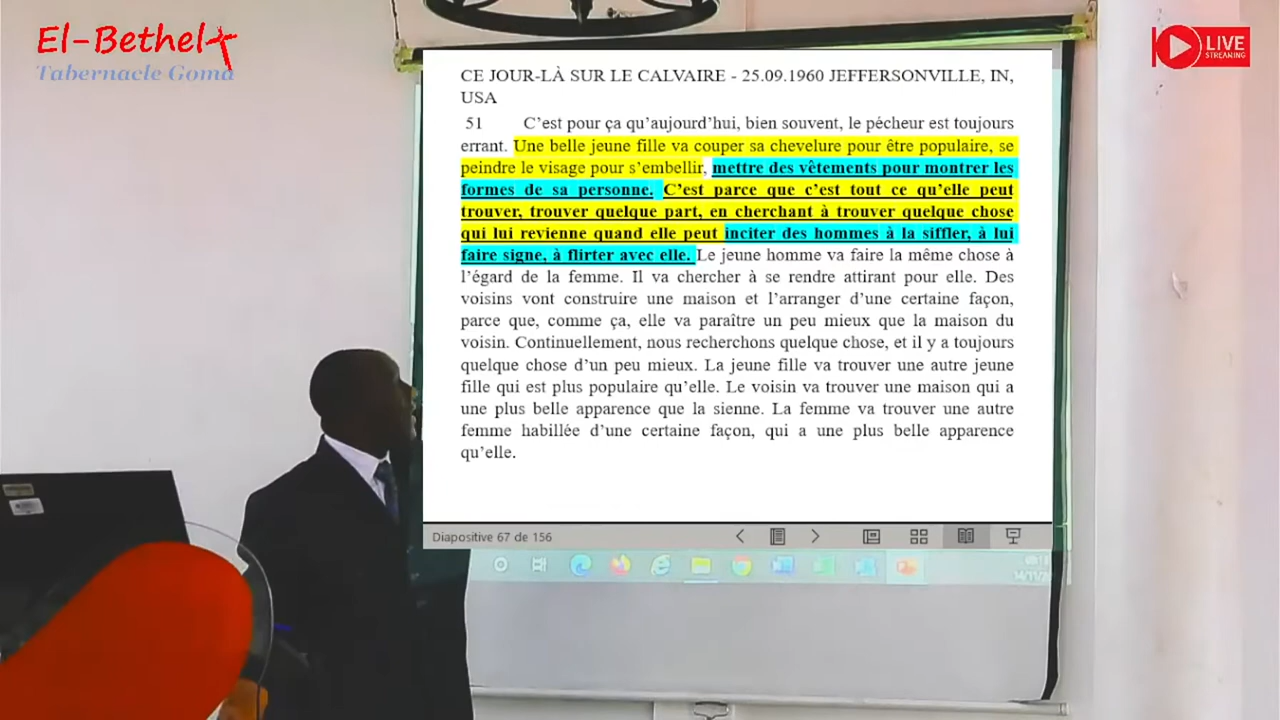 El-Bethel
Tabernacle Goma
LIVE
STREAMING
CE JOUR-LÀ SUR LE CALVAIRE - 25.09.1960 JEFFERSONVILLE, IN,
USA
51 C’est pour ça qu’aujourd’hui, bien souvent, le pécheur est toujours
errant. Une belle jeune fille va couper sa chevelure pour être populaire, se
peindre le visage pour s’embellir, mettre des vêtements pour montrer les
formes de sa personne. C’est parce que c’est tout ce qu’elle peut
trouver, trouver quelque part, en cherchant à trouver quelque chose
qui lui revienne quand elle peut inciter des hommes à la siffler, à lui
faire signe, à flirter avec elle. Le jeune homme va faire la même chose à
l’égard de la femme. Il va chercher à se rendre attirant pour elle. Des
voisins vont construire une maison et l’arranger d’une certaine façon,
parce que, comme ça, elle va paraître un peu mieux que la maison du
voisin. Continuellement, nous recherchons quelque chose, et il y a toujours
quelque chose d’un peu mieux. La jeune fille va trouver une autre jeune
fille qui est plus populaire qu’elle. Le voisin va trouver une maison qui a
une plus belle apparence que la sienne. La femme va trouver une autre
femme habillée d’une certaine façon, qui a une plus belle apparence
qu’elle.
Diapositive 67 de 156